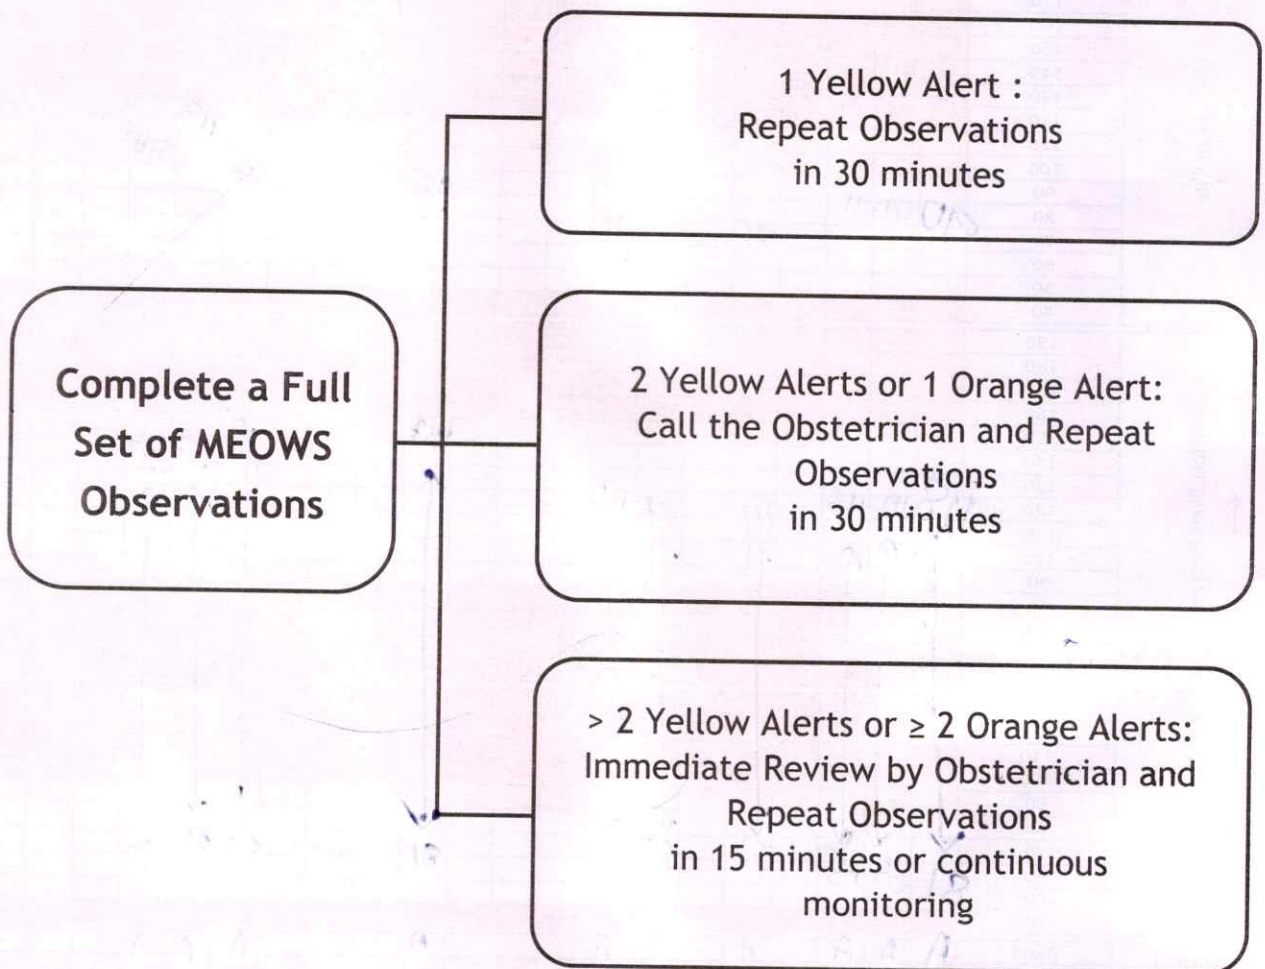 1 Yellow Alert :
Repeat Observations
in 30 minutes
Complete a Full
Set of MEOWS
Observations
2 Yellow Alerts or 1 Orange Alert:
Call the Obstetrician and Repeat
Observations
in 30 minutes
> 2 Yellow Alerts or ≥ 2 Orange Alerts:
Immediate Review by Obstetrician and
Repeat Observations
in 15 minutes or continuous
monitoring